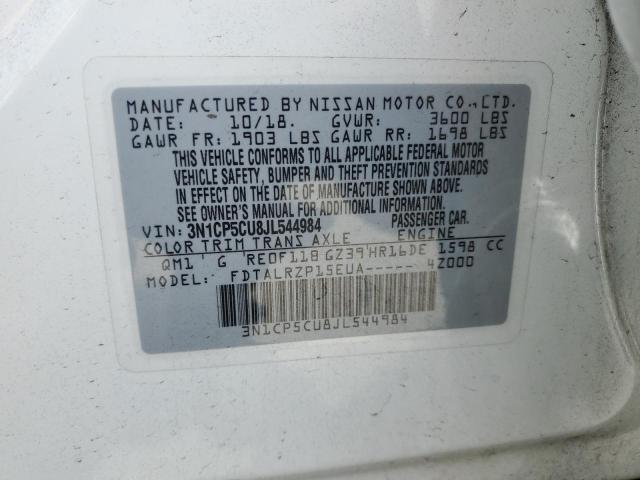 MANUFACTURED BY NISSAN MOTOR CO., LTD.
DATE: 10/18. GVWR: 3600 LBS
GAWR FR: 1903 LBS GAWR RR: 1698 LBS
THIS VEHICLE CONFORMS TO ALL APPLICABLE FEDERAL MOTOR
VEHICLE SAFETY, BUMPER AND THEFT PREVENTION STANDARDS
IN EFFECT ON THE DATE OF MANUFACTURE SHOWN ABOVE.
SEE OWNER'S MANUAL FOR ADDITIONAL INFORMATION.
VIN: 3N1CP5CU8JL544984 PASSENGER CAR.
COLOR TRIM TRANS AXLE ENGINE
QM1 G RE0F11B GZ39 HR16DE 1598 CC
MODEL: FDTALRZP15EUA----- 42000
3N1CP5CU8JL544984